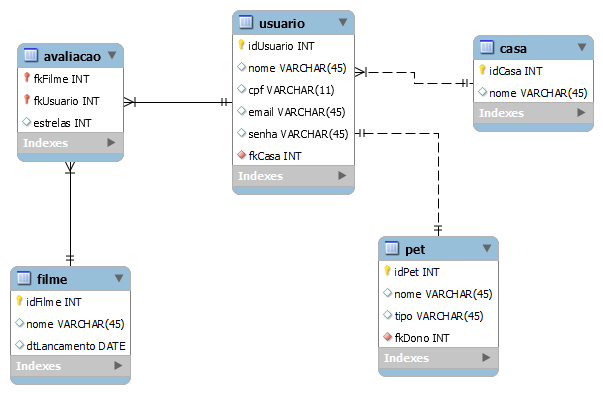 usuario
idUsuario INT
nome VARCHAR(45)
cpf VARCHAR(11)
email VARCHAR(45)
senha VARCHAR(45)
fkCasa INT
Indexes
avaliacao
fkFilme INT
fkUsuario INT
estrelas INT
Indexes
casa
idCasa INT
nome VARCHAR(45)
Indexes
filme
idFilme INT
nome VARCHAR(45)
dtLancamento DATE
Indexes
pet
idPet INT
nome VARCHAR(45)
tipo VARCHAR(45)
fkDono INT
Indexes